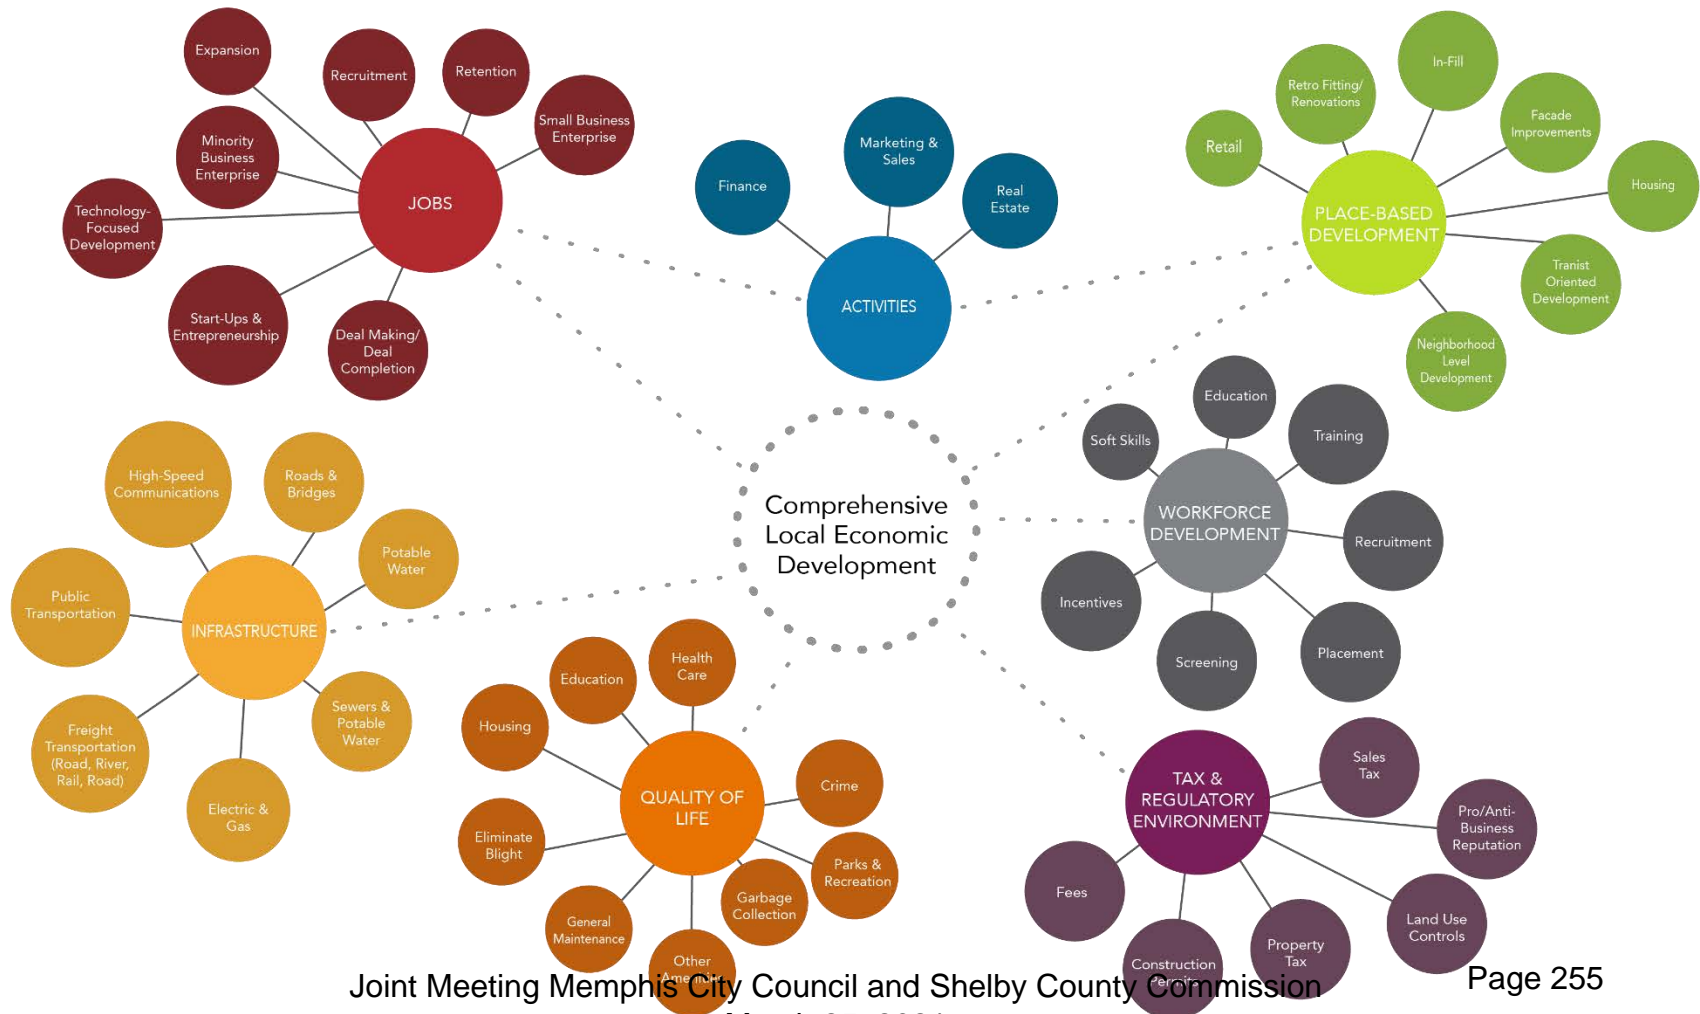 Expansion
Recruitment
Retention
Small Business
Enterprise
Minority
Business
Enterprise
Technology-
Focused
Development
Start-Ups &
Entrepreneurship
Deal Making/
Deal
Completion
JOBS
Finance
Marketing &
Sales
Real
Estate
ACTIVITIES
Retail
Retro Fitting/
Renovations
In-Fill
Facade
Improvements
Housing
Tranist
Oriented
Development
Neighborhood
Level
Development
PLACE-BASED
DEVELOPMENT
High-Speed
Communications
Roads &
Bridges
Potable
Water
Public
Transportation
INFRASTRUCTURE
Freight
Transportation
(Road, River,
Rail, Road)
Electric &
Gas
Sewers &
Potable
Water
Comprehensive
Local Economic
Development
Soft Skills
Education
Training
Recruitment
Placement
Screening
Incentives
WORKFORCE
DEVELOPMENT
Housing
Education
Health
Care
Crime
Parks &
Recreation
Garbage
Collection
Other
General
Maintenance
Eliminate
Blight
QUALITY OF
LIFE
TAX &
REGULATORY
ENVIRONMENT
Sales
Tax
Pro/Anti-
Business
Reputation
Land Use
Controls
Property
Tax
Construction
Permits
Fees
Joint Meeting Memphis City Council and Shelby County Commission
Page 255